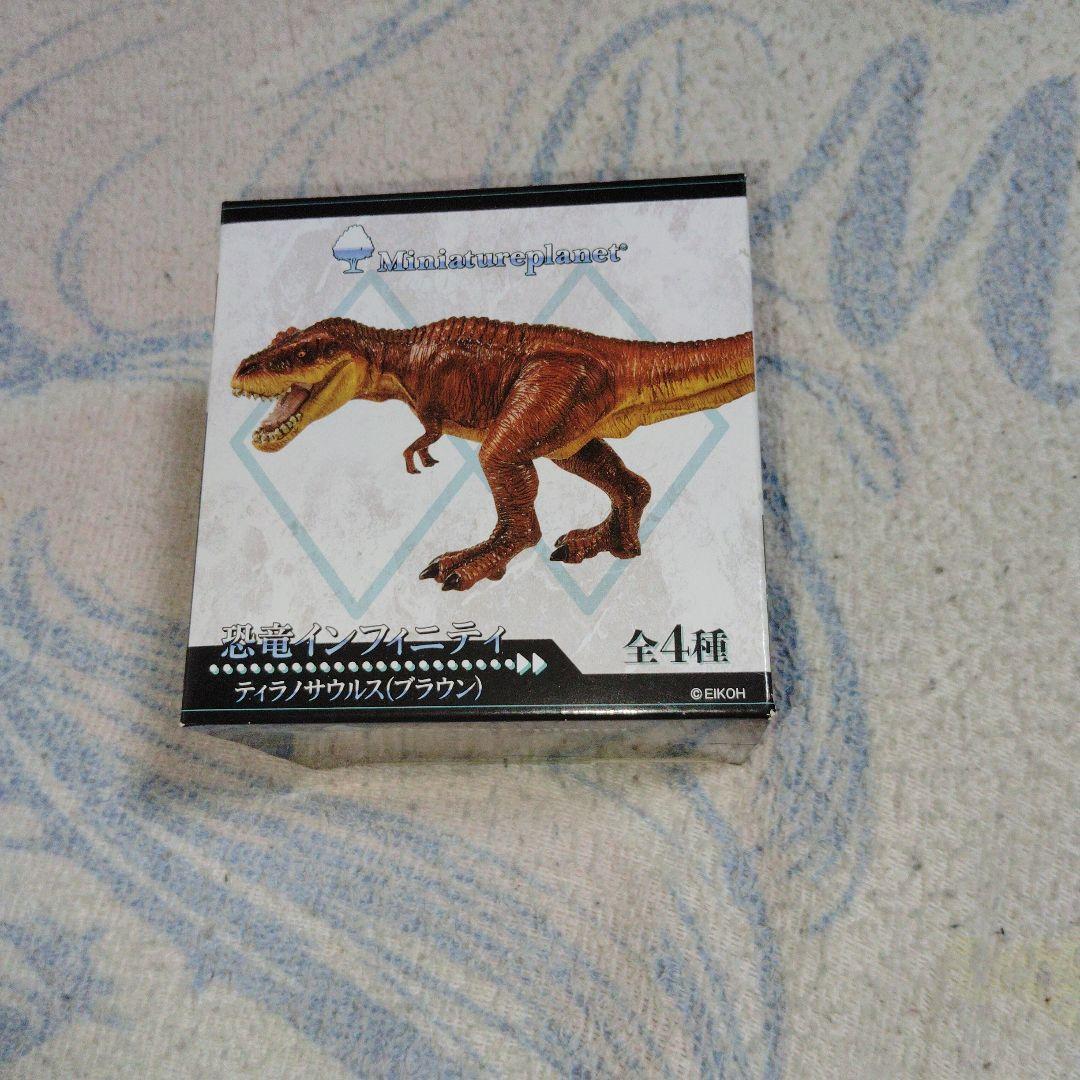 Miniatureplanet®
恐竜インフィニティ
ティラノサウルス(ブラウン)
全4種
©EIKOH